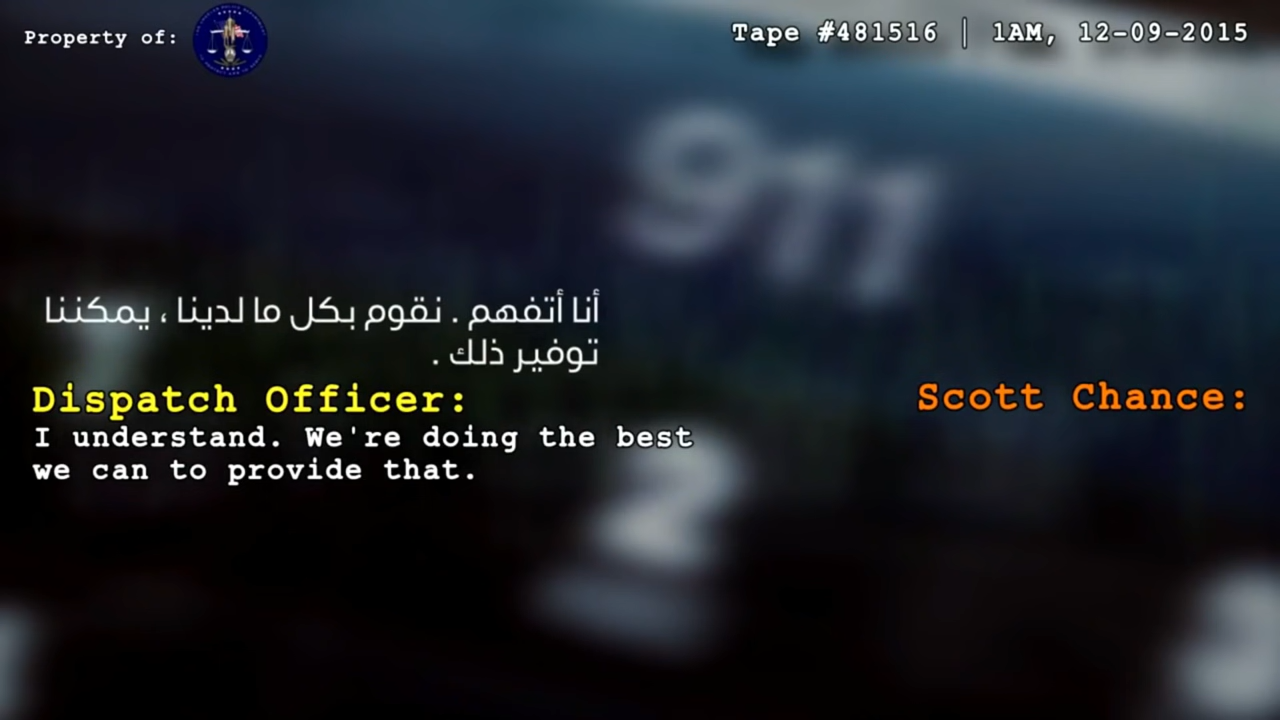 Property of:
Tape #481516 | 1AM, 12-09-2015
911
أنا أتفهم . نقوم بكل ما لدينا ، يمكننا
توفير ذلك .
Dispatch Officer:
Scott Chance:
I understand. We're doing the best
we can to provide that.
2